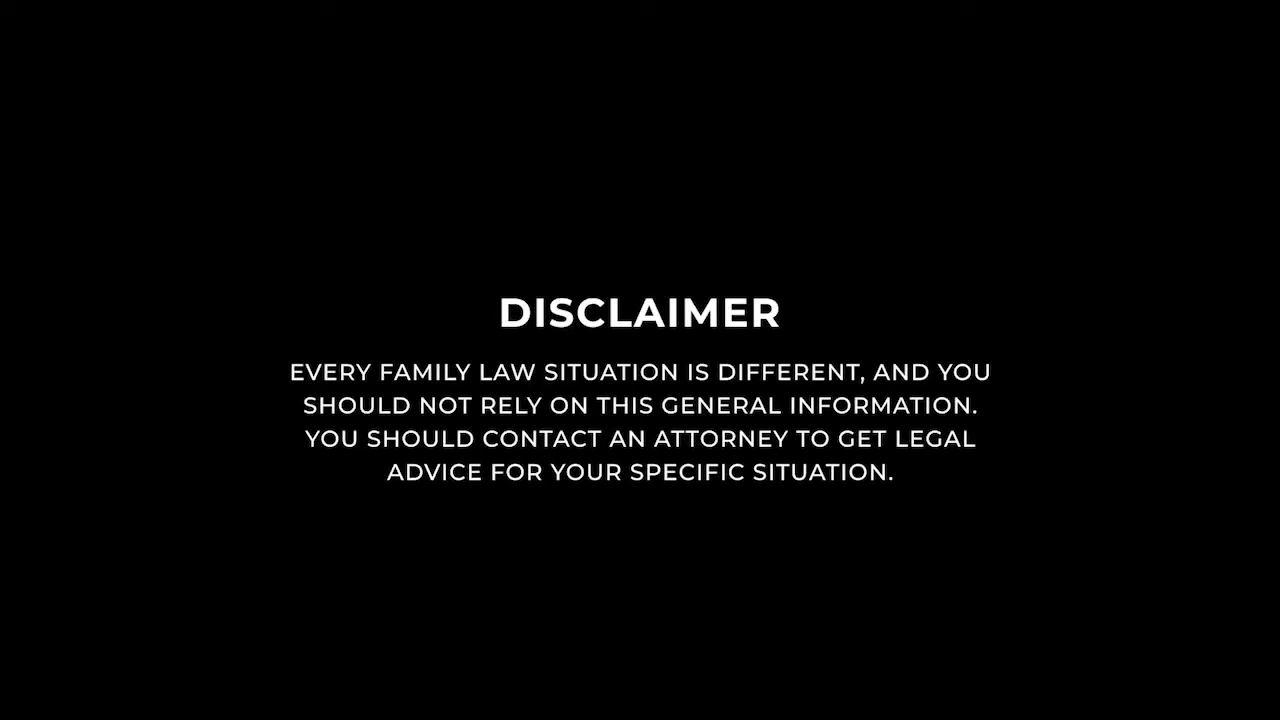 DISCLAIMER
EVERY FAMILY LAW SITUATION IS DIFFERENT, AND YOU
SHOULD NOT RELY ON THIS GENERAL INFORMATION.
YOU SHOULD CONTACT AN ATTORNEY TO GET LEGAL
ADVICE FOR YOUR SPECIFIC SITUATION.